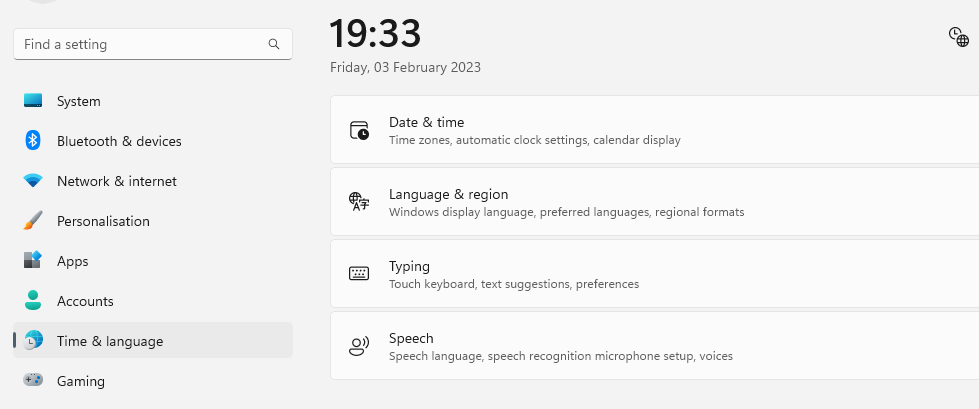 Find a setting
System
Bluetooth & devices
Network & internet
Personalisation
Apps
Accounts
Time & language
Gaming
19:33
Friday, 03 February 2023
Date & time
Time zones, automatic clock settings, calendar display
Language & region
Windows display language, preferred languages, regional formats
Typing
Touch keyboard, text suggestions, preferences
Speech
Speech language, speech recognition microphone setup, voices